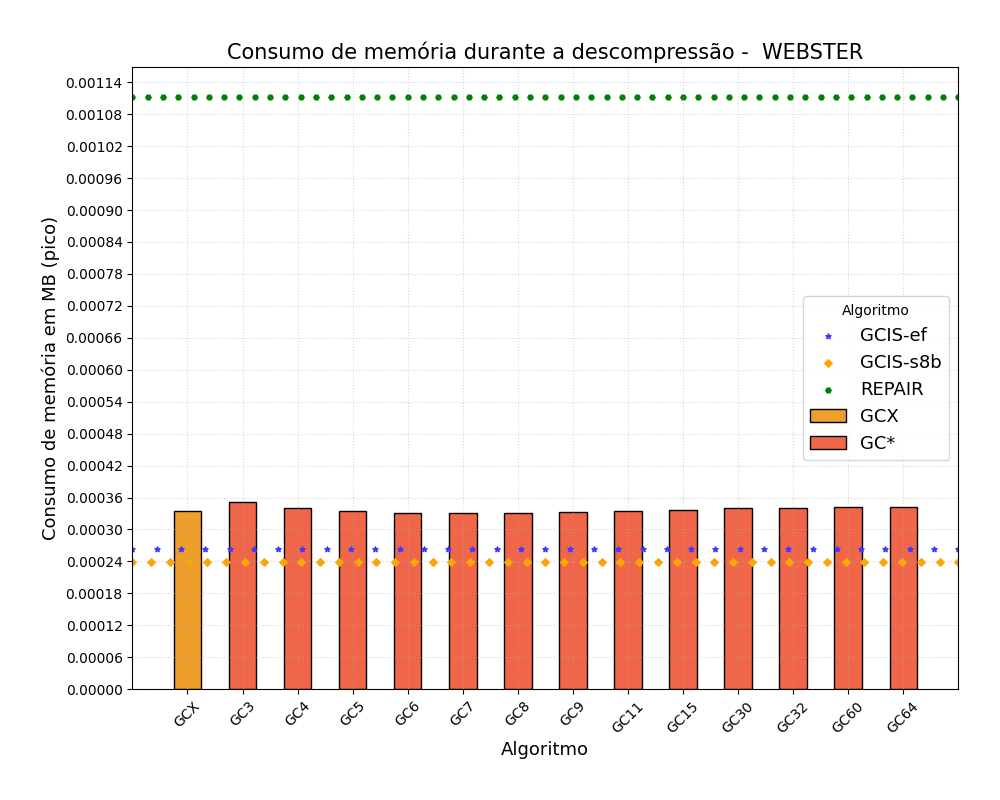 Consumo de memória durante a descompressão -  WEBSTER
Consumo de memória em MB (pico)
0.00114
0.00108
0.00102
0.00096
0.00090
0.00084
0.00078
0.00072
0.00066
0.00060
0.00054
0.00048
0.00042
0.00036
0.00030
0.00024
0.00018
0.00012
0.00006
0.00000
Algoritmo
GCIS-ef
GCIS-s8b
REPAIR
GCX
GC*
GCX
GC3
GC4
GC5
GC6
GC7
GC8
GC9
GC11
GC15
GC30
GC32
GC60
GC64
Algoritmo